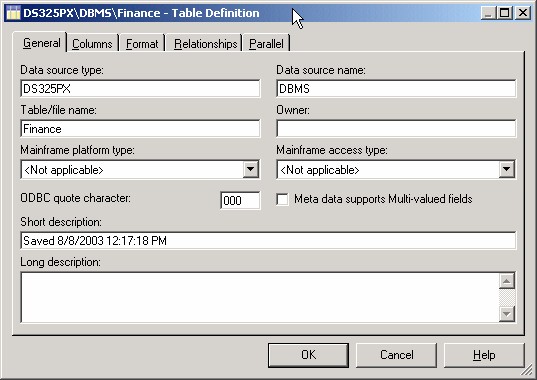 DS325PX\DBMS\Finance - Table Definition
General Columns Format Relationships Parallel
Data source type: Data source name:
DS325PX DBMS
Table/file name: Owner:
Finance
Mainframe platform type: Mainframe access type:
<Not applicable> <Not applicable>
ODBC quote character: 000 Meta data supports Multi-valued fields
Short description:
Saved 8/8/2003 12:17:18 PM
Long description:
OK Cancel Help